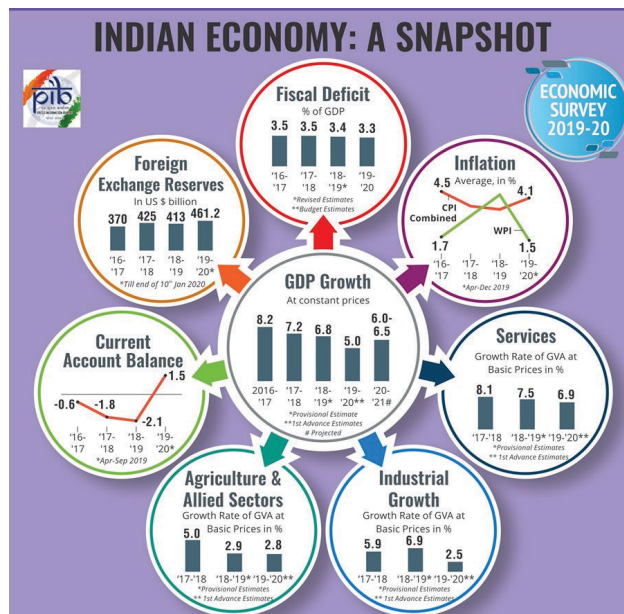 INDIAN ECONOMY: A SNAPSHOT
pib
ECONOMIC
SURVEY
2019-20
Fiscal Deficit
% of GDP
3.5 3.5 3.4 3.3
'16-'17 '17-'18 '18-'19* '19-'20
*Revised Estimates
**Budget Estimates
Foreign
Exchange Reserves
In US $ billion
370 425 413 461.2
'16-'17 '17-'18 '18-'19 '19-'20*
*Till end of 10th Jan 2020
Inflation
Average, in %
4.5 4.1
CPI
Combined
WPI
1.7 1.5
'16-'17 '17-'18 '18-'19 '19-'20*
*Apr-Dec 2019
GDP Growth
At constant prices
8.2 7.2 6.8 5.0 6.0-6.5
2016-'17 '17-'18 '18-'19* '19-'20** '20-'21#
*Provisional Estimate
**1st Advance Estimates
# Projected
Current
Account Balance
-0.6 -1.8 -2.1 1.5
'16-'17 '17-'18 '18-'19 '19-'20*
*Apr-Sep 2019
Services
Growth Rate of GVA at
Basic Prices in %
8.1 7.5 6.9
'17-'18 '18-'19* '19-'20**
*Provisional Estimates
** 1st Advance Estimates
Agriculture &
Allied Sectors
Growth Rate of GVA at
Basic Prices in %
5.0 2.9 2.8
'17-'18 '18-'19* '19-'20**
*Provisional Estimates
** 1st Advance Estimates
Industrial
Growth
Growth Rate of GVA at
Basic Prices in %
5.9 6.9 2.5
'17-'18 '18-'19* '19-'20**
*Provisional Estimates
** 1st Advance Estimates